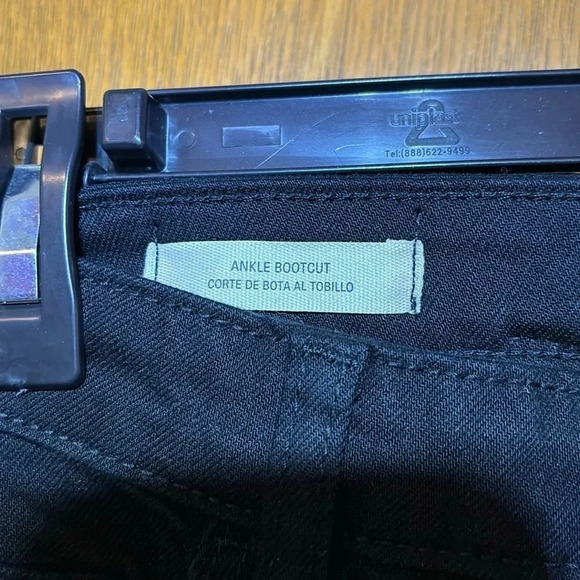 uniplast
Tel:(888)622-9499
ANKLE BOOTCUT
CORTE DE BOTA AL TOBILLO